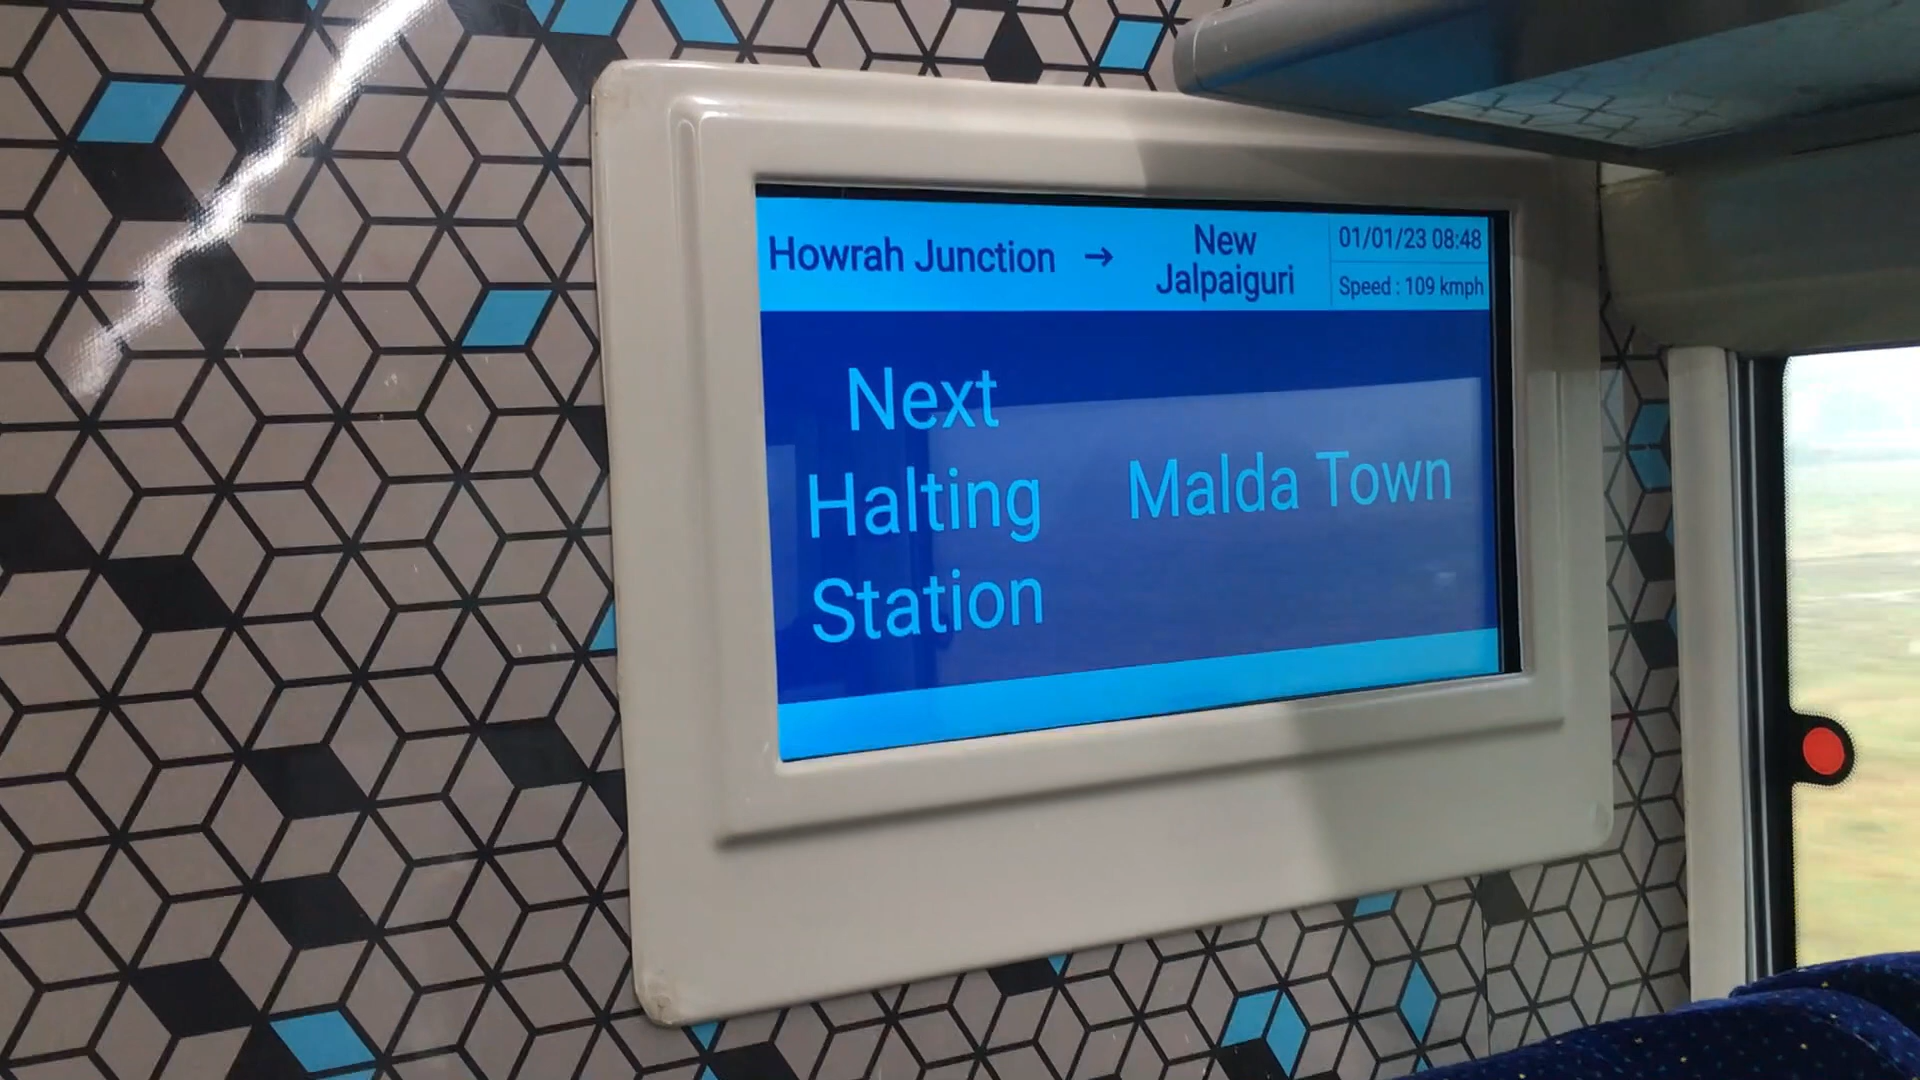 Howrah Junction → New
Jalpaiguri
01/01/23 08:48
Speed : 109 kmph
Next
Halting
Station
Malda Town